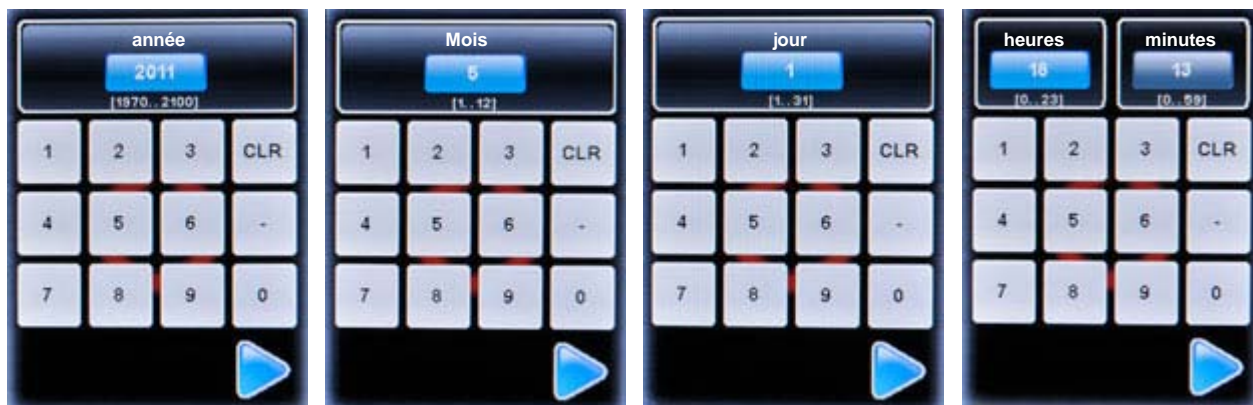 année
2011
[1970..2100]
1 2 3 CLR
4 5 6 -
7 8 9 0
Mois
5
[1..12]
1 2 3 CLR
4 5 6 -
7 8 9 0
jour
1
[1..31]
1 2 3 CLR
4 5 6 -
7 8 9 0
heures minutes
16 13
[0..23] [0..59]
1 2 3 CLR
4 5 6 -
7 8 9 0